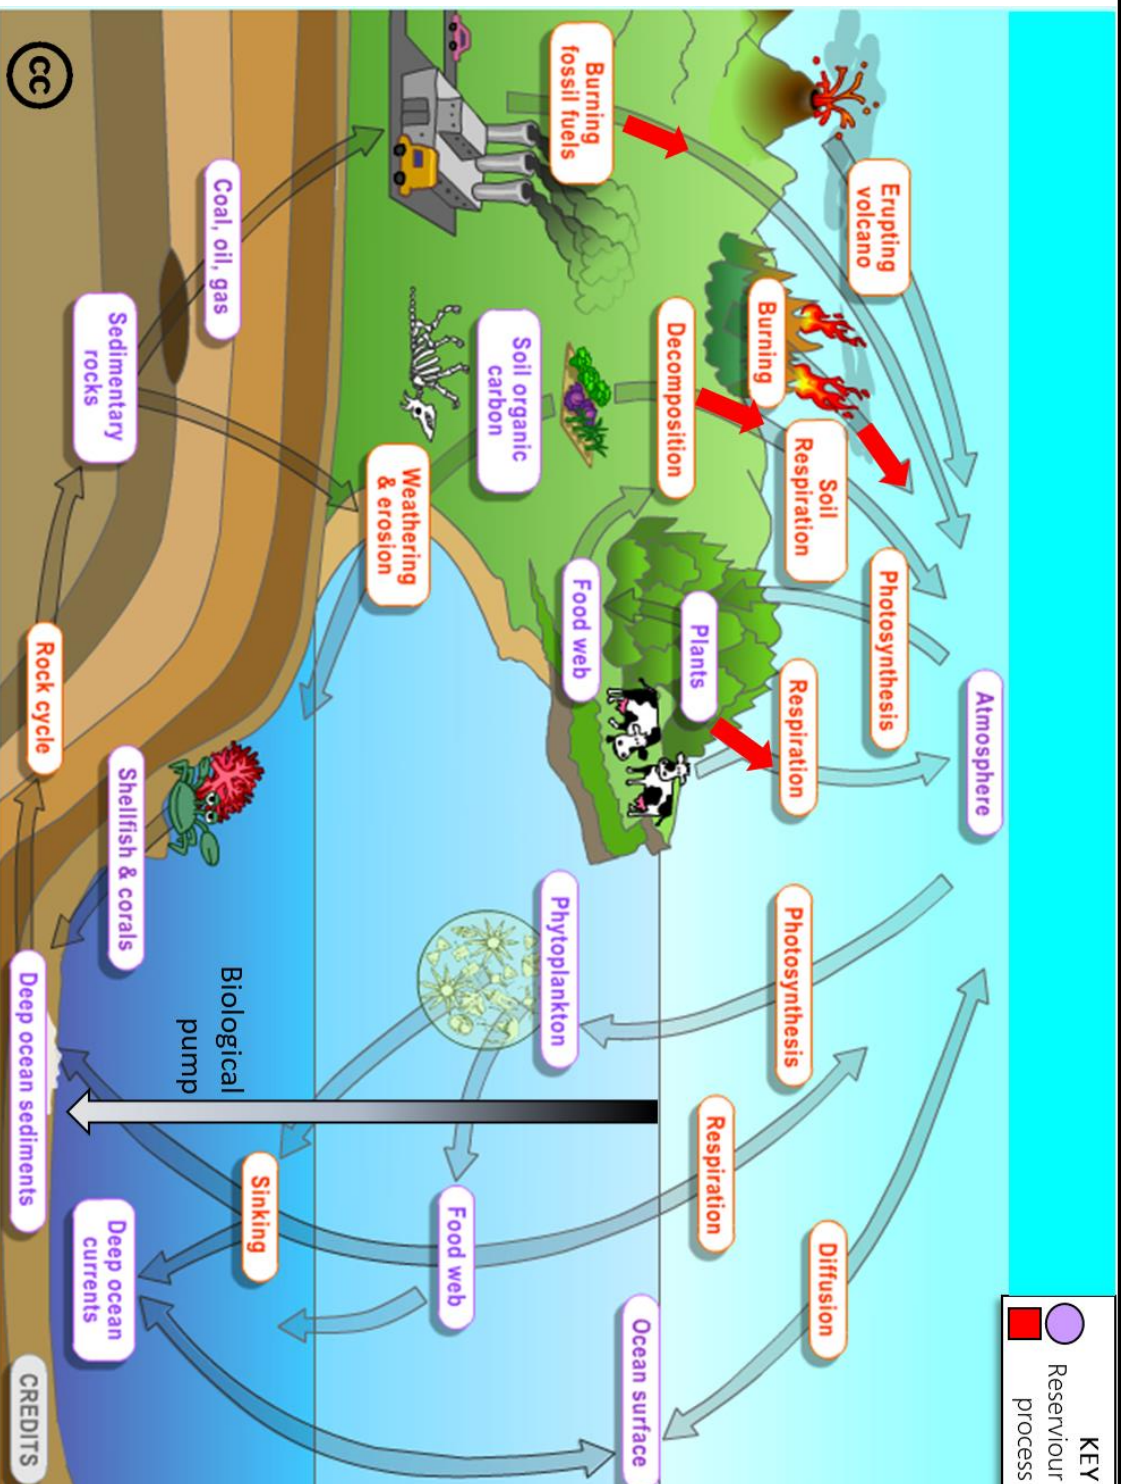 KEY
Reserviour
process
Atmosphere
Erupting
volcano
Photosynthesis
Diffusion
Burning
Soil
Respiration
Respiration
Photosynthesis
Burning
fossil fuels
Decomposition
Plants
Respiration
Ocean surface
Soil organic
carbon
Food web
Phytoplankton
Food web
Weathering
& erosion
Coal, oil, gas
Biological
pump
Sinking
Sedimentary
rocks
Shellfish & corals
Deep ocean
currents
Rock cycle
Deep ocean sediments
cc
CREDITS